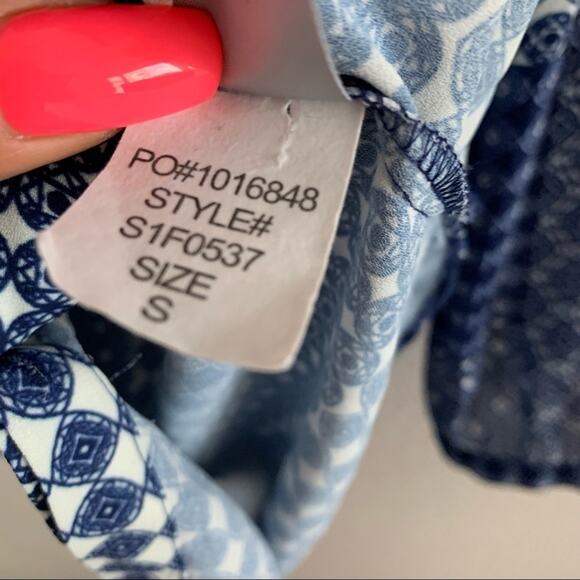 PO#1016848
STYLE#
S1F0537
SIZE
S